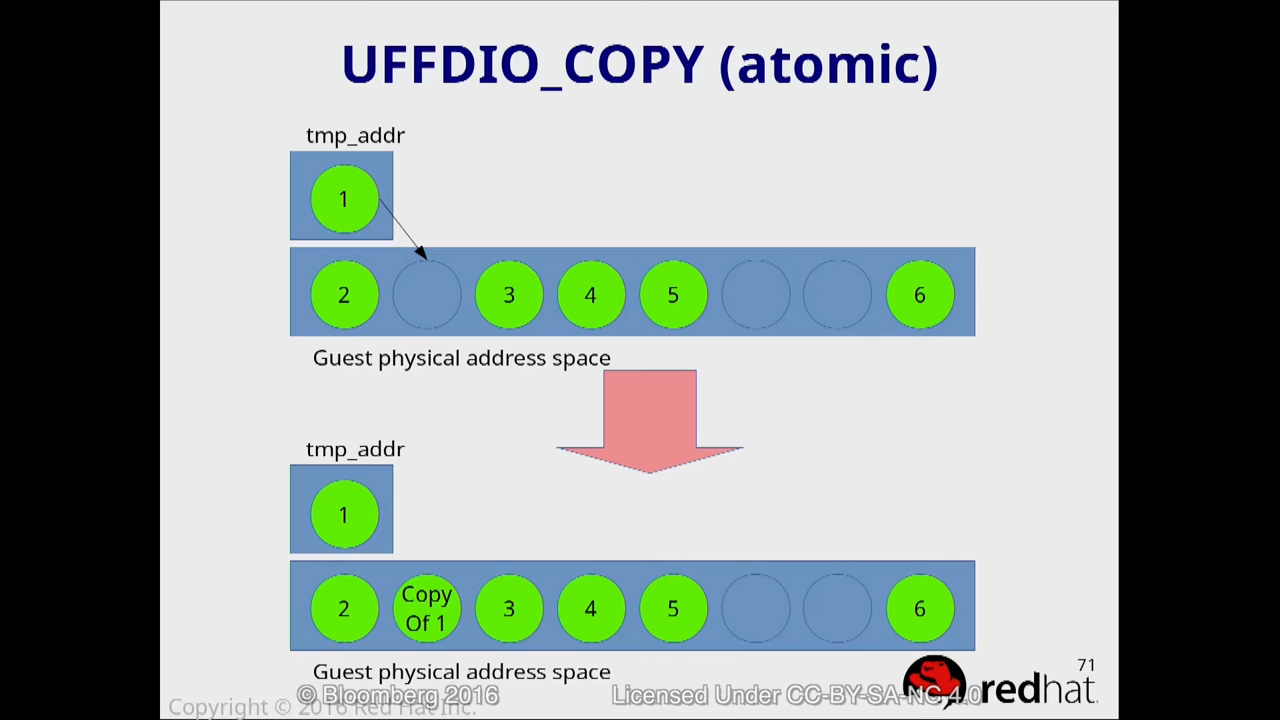 UFFDIO_COPY (atomic)
tmp_addr
1
2 3 4 5 6
Guest physical address space
tmp_addr
1
2 Copy Of 1 3 4 5 6
Guest physical address space
71
redhat.
© Bloomberg 2016 Licensed Under CC-BY-SA-NC 4.0
Copyright © 2016 Red Hat Inc.